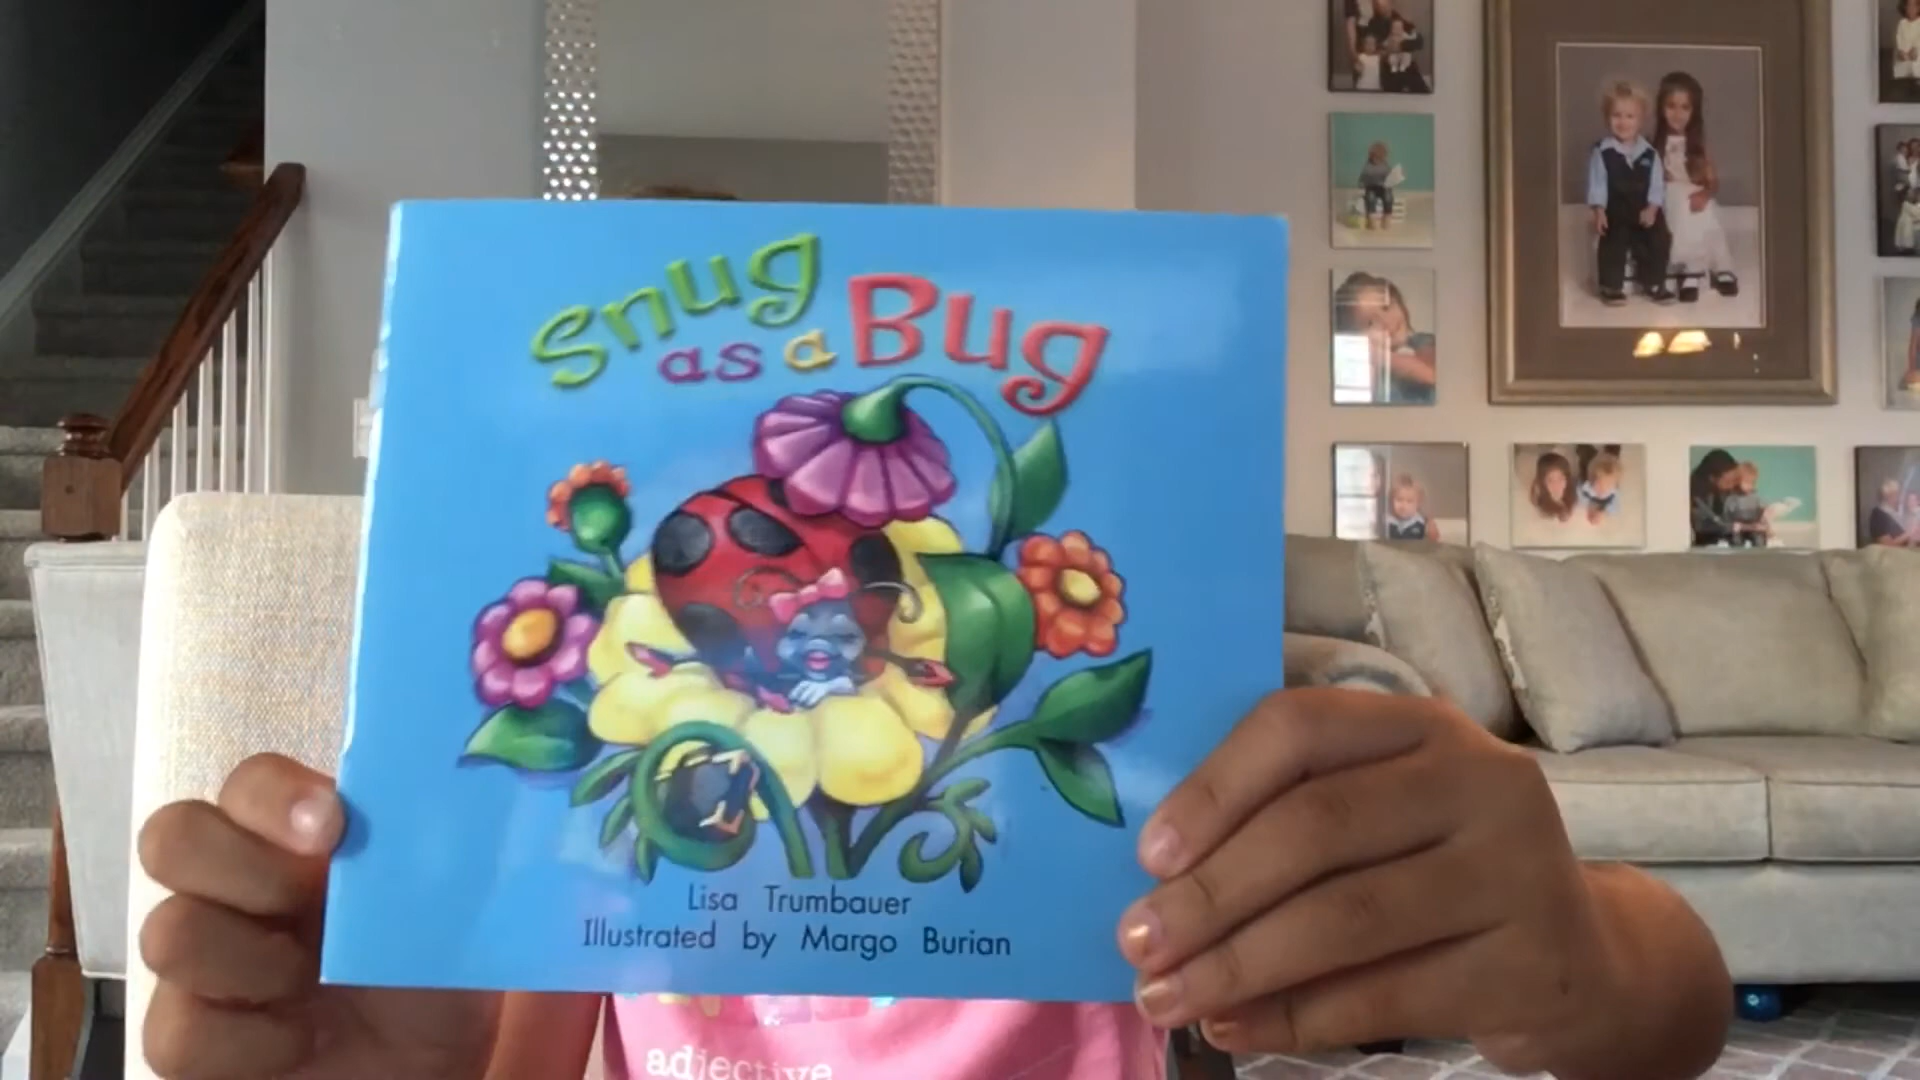 Snug
as a Bug
Lisa Trumbauer
Illustrated by Margo Burian
adjective